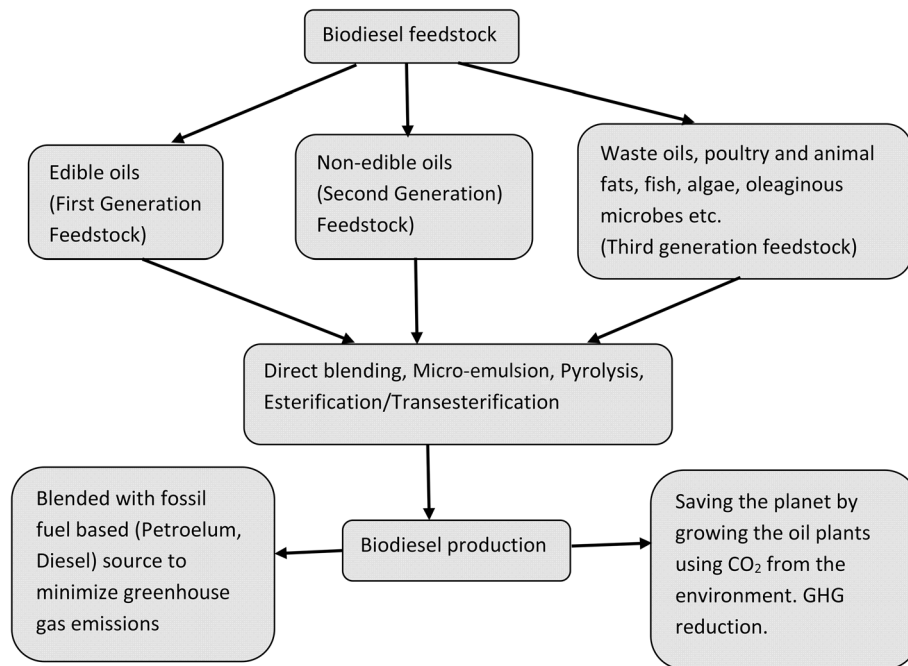 Biodiesel feedstock
Edible oils
(First Generation
Feedstock)
Non-edible oils
(Second Generation)
Feedstock)
Waste oils, poultry and animal
fats, fish, algae, oleaginous
microbes etc.
(Third generation feedstock)
Direct blending, Micro-emulsion, Pyrolysis,
Esterification/Transesterification
Blended with fossil
fuel based (Petroelum,
Diesel) source to
minimize greenhouse
gas emissions
Biodiesel production
Saving the planet by
growing the oil plants
using CO₂ from the
environment. GHG
reduction.